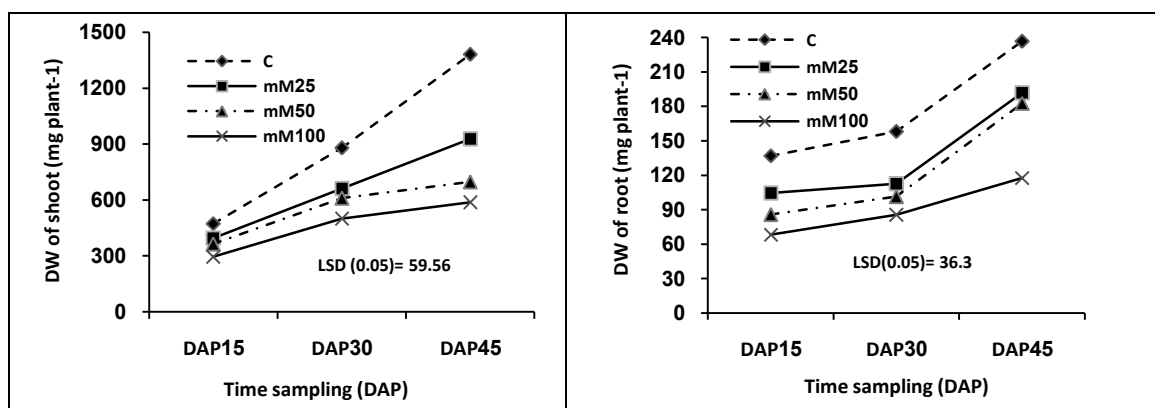 DW of shoot (mg plant-1)
1500
1200
900
600
300
0
C
mM25
mM50
mM100
LSD (0.05)= 59.56
DAP15 DAP30 DAP45
Time sampling (DAP)
DW of root (mg plant-1)
240
210
180
150
120
90
60
30
0
C
mM25
mM50
mM100
LSD(0.05)= 36.3
DAP15 DAP30 DAP45
Time sampling (DAP)